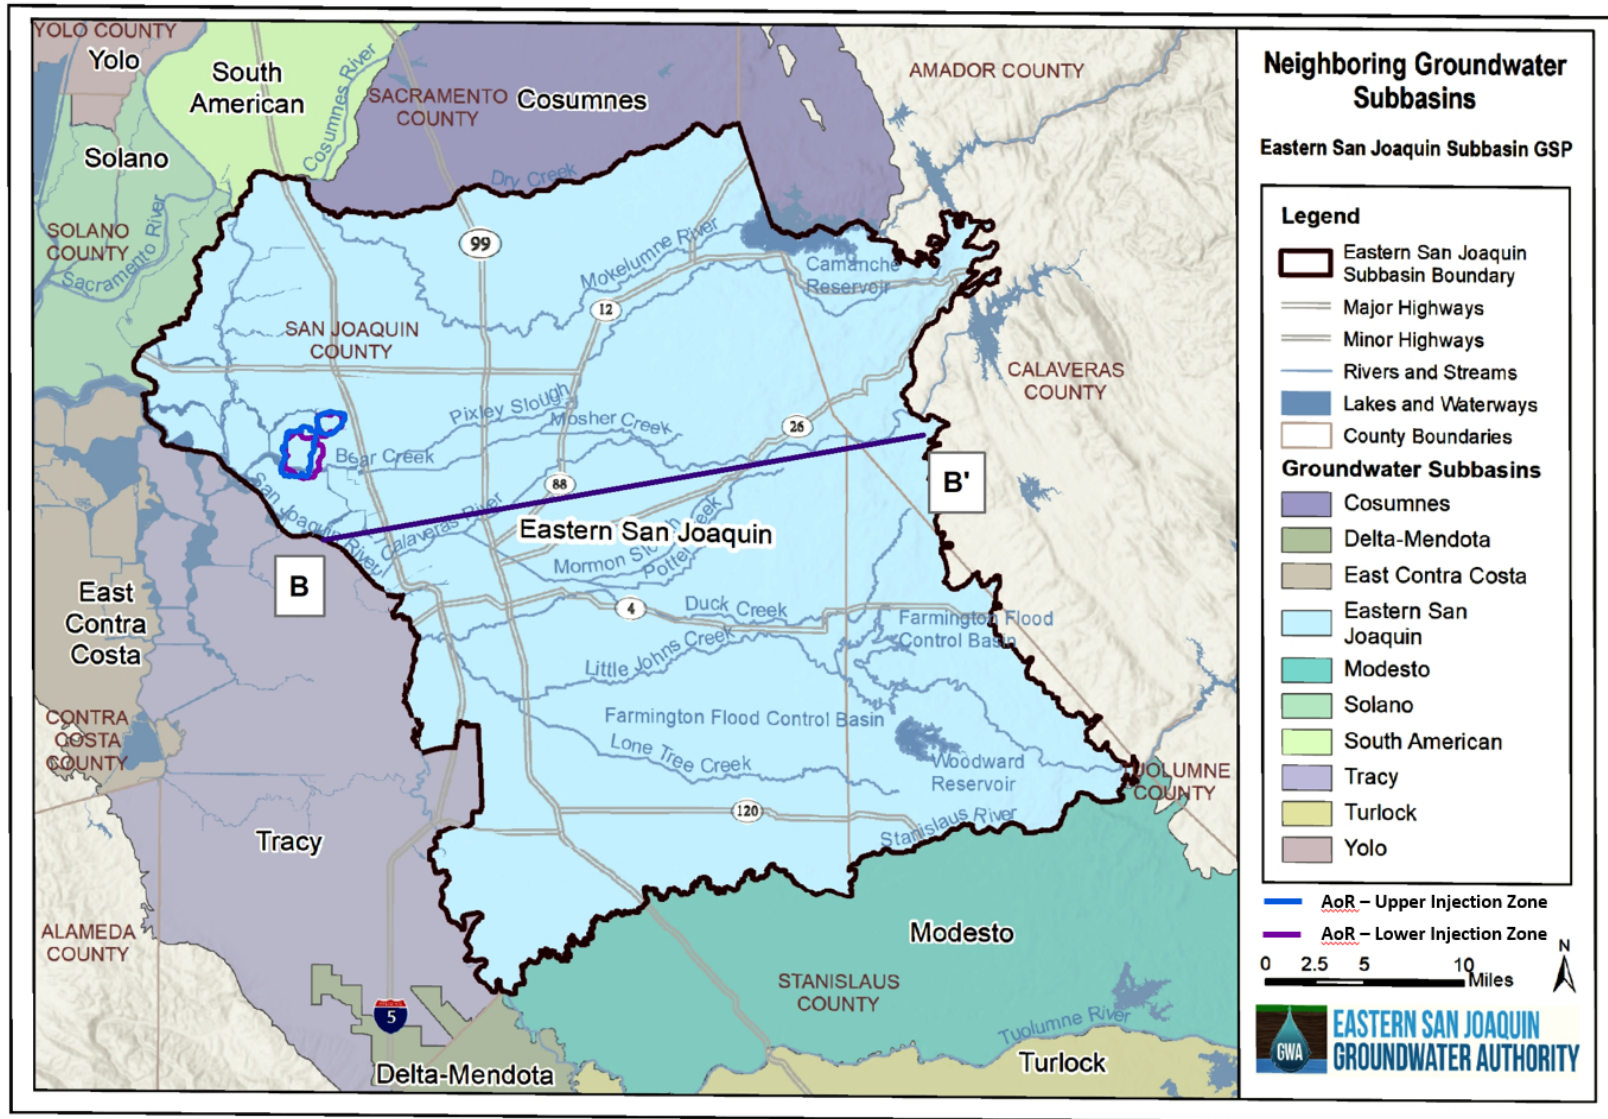 YOLO COUNTY
Yolo
South
American
Cosumnes River
SACRAMENTO
COUNTY
Cosumnes
AMADOR COUNTY
Solano
Dry Creek
SOLANO
COUNTY
Sacramento River
99
Mokelumne River
Camanche
Reservoir
12
SAN JOAQUIN
COUNTY
CALAVERAS
COUNTY
Pixley Slough
Mosher Creek
26
Bear Creek
88
B'
San Joaquin River
Calaveras River
Eastern San Joaquin
Mormon Slough
Potter Creek
B
East
Contra
Costa
4
Duck Creek
Farmington Flood
Control Basin
Little Johns Creek
CONTRA
COSTA
COUNTY
Farmington Flood Control Basin
Lone Tree Creek
Woodward
Reservoir
UOLUMNE
COUNTY
120
Stanislaus River
Tracy
ALAMEDA
COUNTY
Modesto
STANISLAUS
COUNTY
5
Tuolumne River
Turlock
Delta-Mendota
Neighboring Groundwater
Subbasins
Eastern San Joaquin Subbasin GSP
Legend
Eastern San Joaquin
Subbasin Boundary
Major Highways
Minor Highways
Rivers and Streams
Lakes and Waterways
County Boundaries
Groundwater Subbasins
Cosumnes
Delta-Mendota
East Contra Costa
Eastern San
Joaquin
Modesto
Solano
South American
Tracy
Turlock
Yolo
AoR – Upper Injection Zone
AoR – Lower Injection Zone
N
0 2.5 5 10
Miles
GWA
EASTERN SAN JOAQUIN
GROUNDWATER AUTHORITY